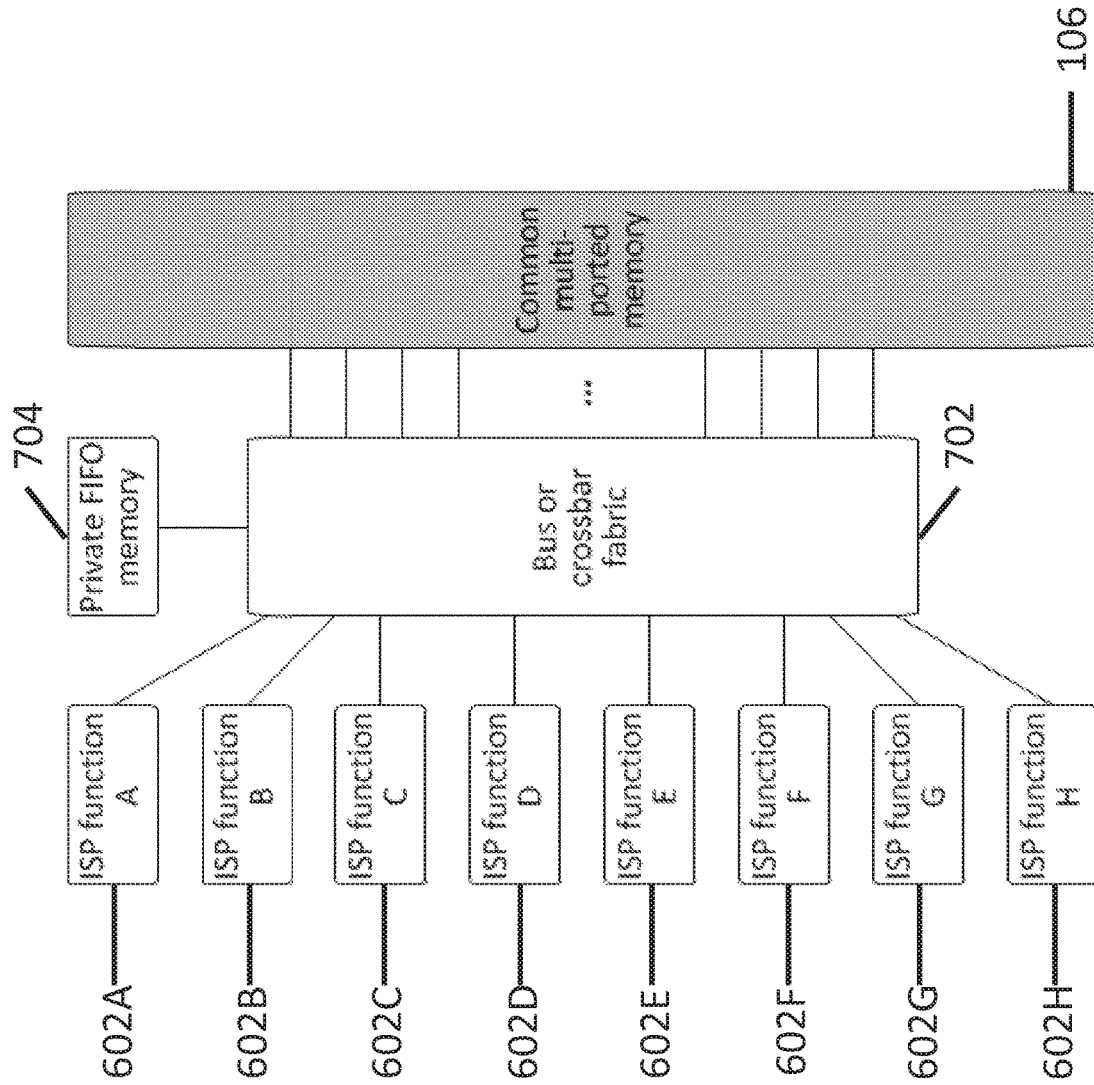 602A
ISP function
A
602B
ISP function
B
602C
ISP function
C
602D
ISP function
D
602E
ISP function
E
602F
ISP function
F
602G
ISP function
G
602H
ISP function
H
704
Private FIFO
memory
Bus or
crossbar
fabric
702
...
Common
multi-
ported
memory
106